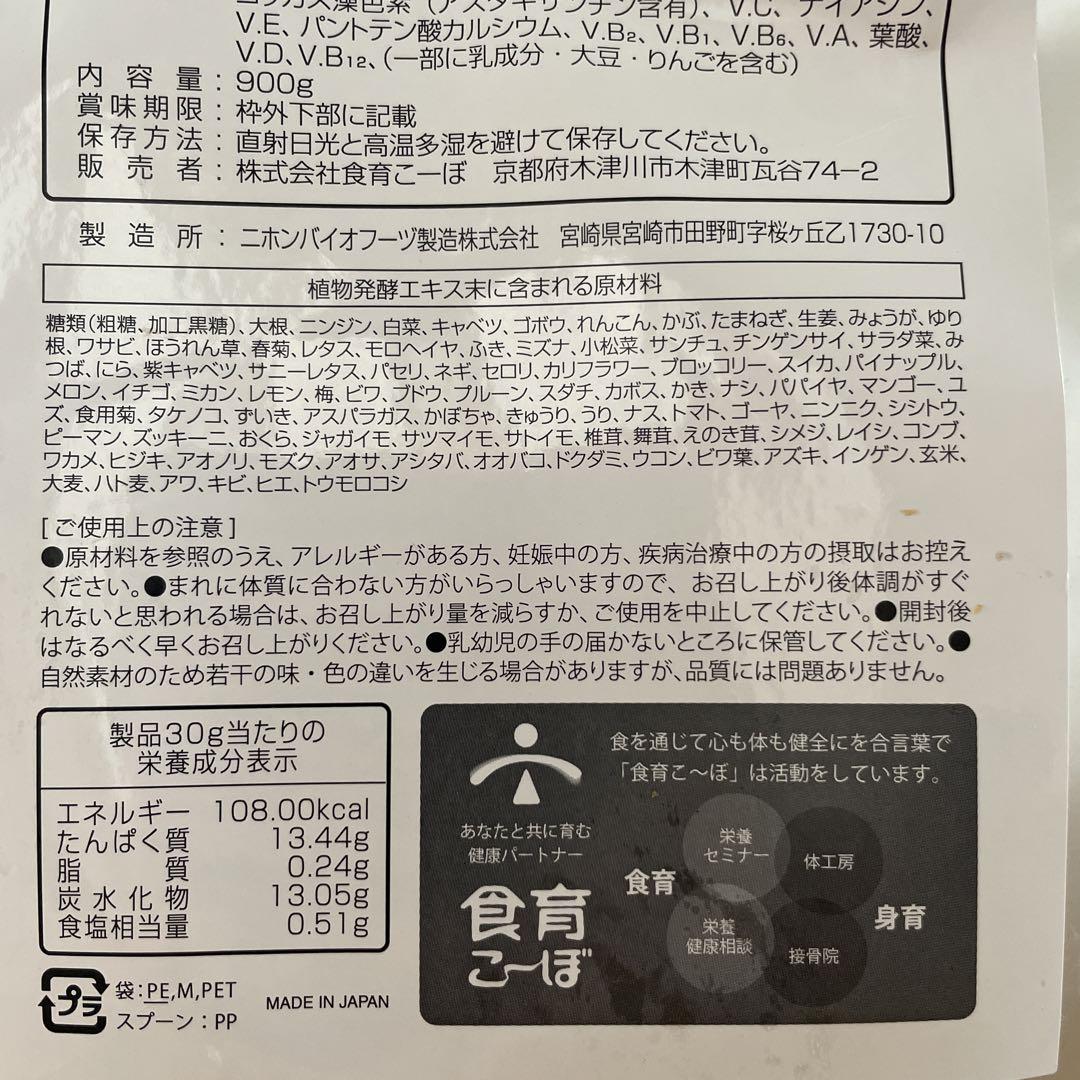 コッカス藻色素（アスタキサンチン含有）、V.C、ナイアシン、
V.E、パントテン酸カルシウム、V.B₂、V.B₁、V.B₆、V.A、葉酸、
V.D、V.B₁₂、（一部に乳成分・大豆・りんごを含む）
内容量：900g
賞味期限：枠外下部に記載
保存方法：直射日光と高温多湿を避けて保存してください。
販売者：株式会社食育こーぼ 京都府木津川市木津町瓦谷74−2
製造所：ニホンバイオフーヅ製造株式会社 宮崎県宮崎市田野町字桜ヶ丘乙1730-10
植物発酵エキス末に含まれる原材料
糖類（粗糖、加工黒糖）、大根、ニンジン、白菜、キャベツ、ゴボウ、れんこん、かぶ、たまねぎ、生姜、みょうが、ゆり
根、ワサビ、ほうれん草、春菊、レタス、モロヘイヤ、ふき、ミズナ、小松菜、サンチュ、チンゲンサイ、サラダ菜、み
つば、にら、紫キャベツ、サニーレタス、パセリ、ネギ、セロリ、カリフラワー、ブロッコリー、スイカ、パイナップル、
メロン、イチゴ、ミカン、レモン、梅、ビワ、ブドウ、プルーン、スダチ、カボス、かき、ナシ、パパイヤ、マンゴー、ユ
ズ、食用菊、タケノコ、ずいき、アスパラガス、かぼちゃ、きゅうり、うり、ナス、トマト、ゴーヤ、ニンニク、シシトウ、
ピーマン、ズッキーニ、おくら、ジャガイモ、サツマイモ、サトイモ、椎茸、舞茸、えのき茸、シメジ、レイシ、コンブ、
ワカメ、ヒジキ、アオノリ、モズク、アオサ、アシタバ、オオバコ、ドクダミ、ウコン、ビワ葉、アズキ、インゲン、玄米、
大麦、ハト麦、アワ、キビ、ヒエ、トウモロコシ
［ご使用上の注意］
●原材料を参照のうえ、アレルギーがある方、妊娠中の方、疾病治療中の方の摂取はお控え
ください。●まれに体質に合わない方がいらっしゃいますので、お召し上がり後体調がすぐ
れないと思われる場合は、お召し上がり量を減らすか、ご使用を中止してください。●開封後
はなるべく早くお召し上がりください。●乳幼児の手の届かないところに保管してください。●
自然素材のため若干の味・色の違いを生じる場合がありますが、品質には問題ありません。
製品30g当たりの
栄養成分表示
エネルギー 108.00kcal
たんぱく質 13.44g
脂質 0.24g
炭水化物 13.05g
食塩相当量 0.51g
プラ
袋：PE,M,PET
スプーン：PP
MADE IN JAPAN
食を通じて心も体も健全にを合言葉で
「食育こ〜ぼ」は活動をしています。
あなたと共に育む
健康パートナー
食育
こ〜ぼ
食育
栄養
セミナー
体工房
栄養
健康相談
接骨院
身育